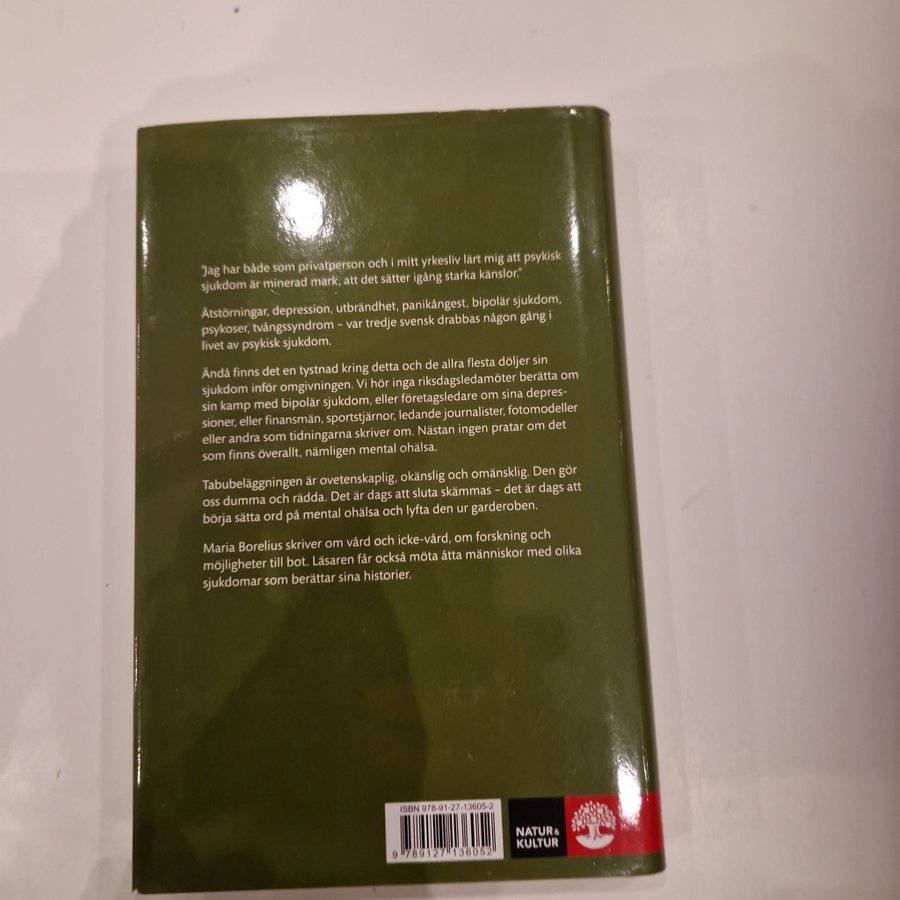 "Jag har både som privatperson och i mitt yrkesliv lärt mig att psykisk
sjukdom är minerad mark, att det sätter igång starka känslor."
Ätstörningar, depression, utbrändhet, panikångest, bipolär sjukdom,
psykoser, tvångssyndrom – var tredje svensk drabbas någon gång i
livet av psykisk sjukdom.
Ändå finns det en tystnad kring detta och de allra flesta döljer sin
sjukdom inför omgivningen. Vi hör inga riksdagsledamöter berätta om
sin kamp med bipolär sjukdom, eller företagsledare om sina depres-
sioner, eller finansmän, sportstjärnor, ledande journalister, fotomodeller
eller andra som tidningarna skriver om. Nästan ingen pratar om det
som finns överallt, nämligen mental ohälsa.
Tabubeläggningen är ovetenskaplig, okänslig och omänsklig. Den gör
oss dumma och rädda. Det är dags att sluta skämmas – det är dags att
börja sätta ord på mental ohälsa och lyfta den ur garderoben.
Maria Borelius skriver om vård och icke-vård, om forskning och
möjligheter till bot. Läsaren får också möta åtta människor med olika
sjukdomar som berättar sina historier.
ISBN 978-91-27-13605-2
9 789127 136052
NATUR &
KULTUR